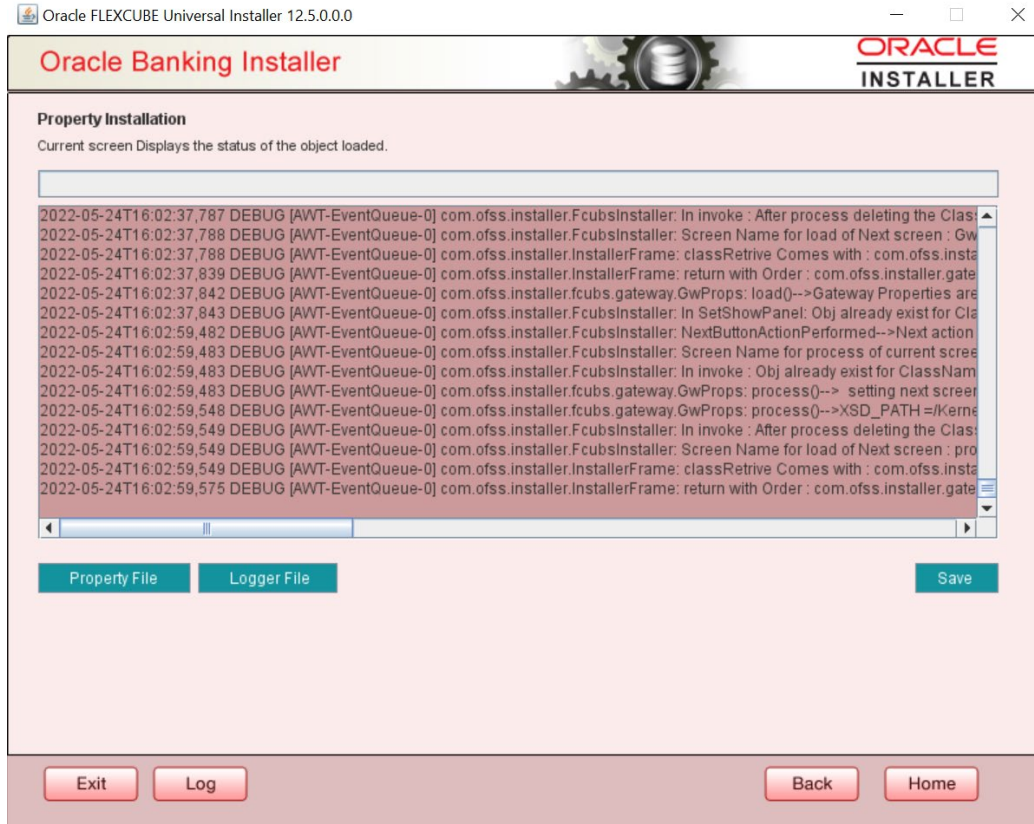 Oracle FLEXCUBE Universal Installer 12.5.0.0.0
Oracle Banking Installer
ORACLE
INSTALLER
Property Installation
Current screen Displays the status of the object loaded.
2022-05-24T16:02:37,787 DEBUG [AWT-EventQueue-0] com.ofss.installer.FcubsInstaller: In invoke : After process deleting the Clas
2022-05-24T16:02:37,788 DEBUG [AWT-EventQueue-0] com.ofss.installer.FcubsInstaller: Screen Name for load of Next screen : Gw
2022-05-24T16:02:37,788 DEBUG [AWT-EventQueue-0] com.ofss.installer.InstallerFrame: classRetrive Comes with : com.ofss.insta
2022-05-24T16:02:37,839 DEBUG [AWT-EventQueue-0] com.ofss.installer.InstallerFrame: return with Order : com.ofss.installer.gate
2022-05-24T16:02:37,842 DEBUG [AWT-EventQueue-0] com.ofss.installer.fcubs.gateway.GwProps: load()-->Gateway Properties are
2022-05-24T16:02:37,843 DEBUG [AWT-EventQueue-0] com.ofss.installer.FcubsInstaller: In SetShowPanel: Obj already exist for Cla
2022-05-24T16:02:59,482 DEBUG [AWT-EventQueue-0] com.ofss.installer.FcubsInstaller: NextButtonActionPerformed-->Next action
2022-05-24T16:02:59,483 DEBUG [AWT-EventQueue-0] com.ofss.installer.FcubsInstaller: Screen Name for process of current scree
2022-05-24T16:02:59,483 DEBUG [AWT-EventQueue-0] com.ofss.installer.FcubsInstaller: In invoke : Obj already exist for ClassNam
2022-05-24T16:02:59,483 DEBUG [AWT-EventQueue-0] com.ofss.installer.fcubs.gateway.GwProps: process()--> setting next screen
2022-05-24T16:02:59,548 DEBUG [AWT-EventQueue-0] com.ofss.installer.fcubs.gateway.GwProps: process()-->XSD_PATH =/Kerne
2022-05-24T16:02:59,549 DEBUG [AWT-EventQueue-0] com.ofss.installer.FcubsInstaller: In invoke : After process deleting the Clas
2022-05-24T16:02:59,549 DEBUG [AWT-EventQueue-0] com.ofss.installer.FcubsInstaller: Screen Name for load of Next screen : pro
2022-05-24T16:02:59,549 DEBUG [AWT-EventQueue-0] com.ofss.installer.InstallerFrame: classRetrive Comes with : com.ofss.insta
2022-05-24T16:02:59,575 DEBUG [AWT-EventQueue-0] com.ofss.installer.InstallerFrame: return with Order : com.ofss.installer.gate
Property File Logger File Save
Exit Log Back Home